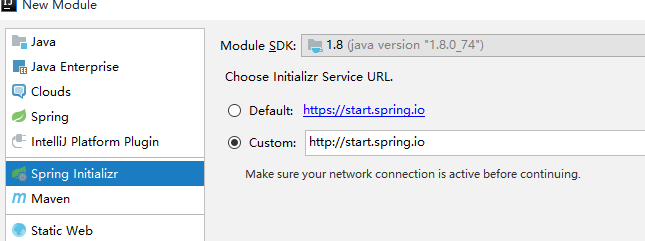 New Module
Java
Java Enterprise
Clouds
Spring
IntelliJ Platform Plugin
Spring Initializr
Maven
Static Web
Module SDK: 1.8 (java version "1.8.0_74")
Choose Initializr Service URL.
Default: https://start.spring.io
Custom: http://start.spring.io
Make sure your network connection is active before continuing.